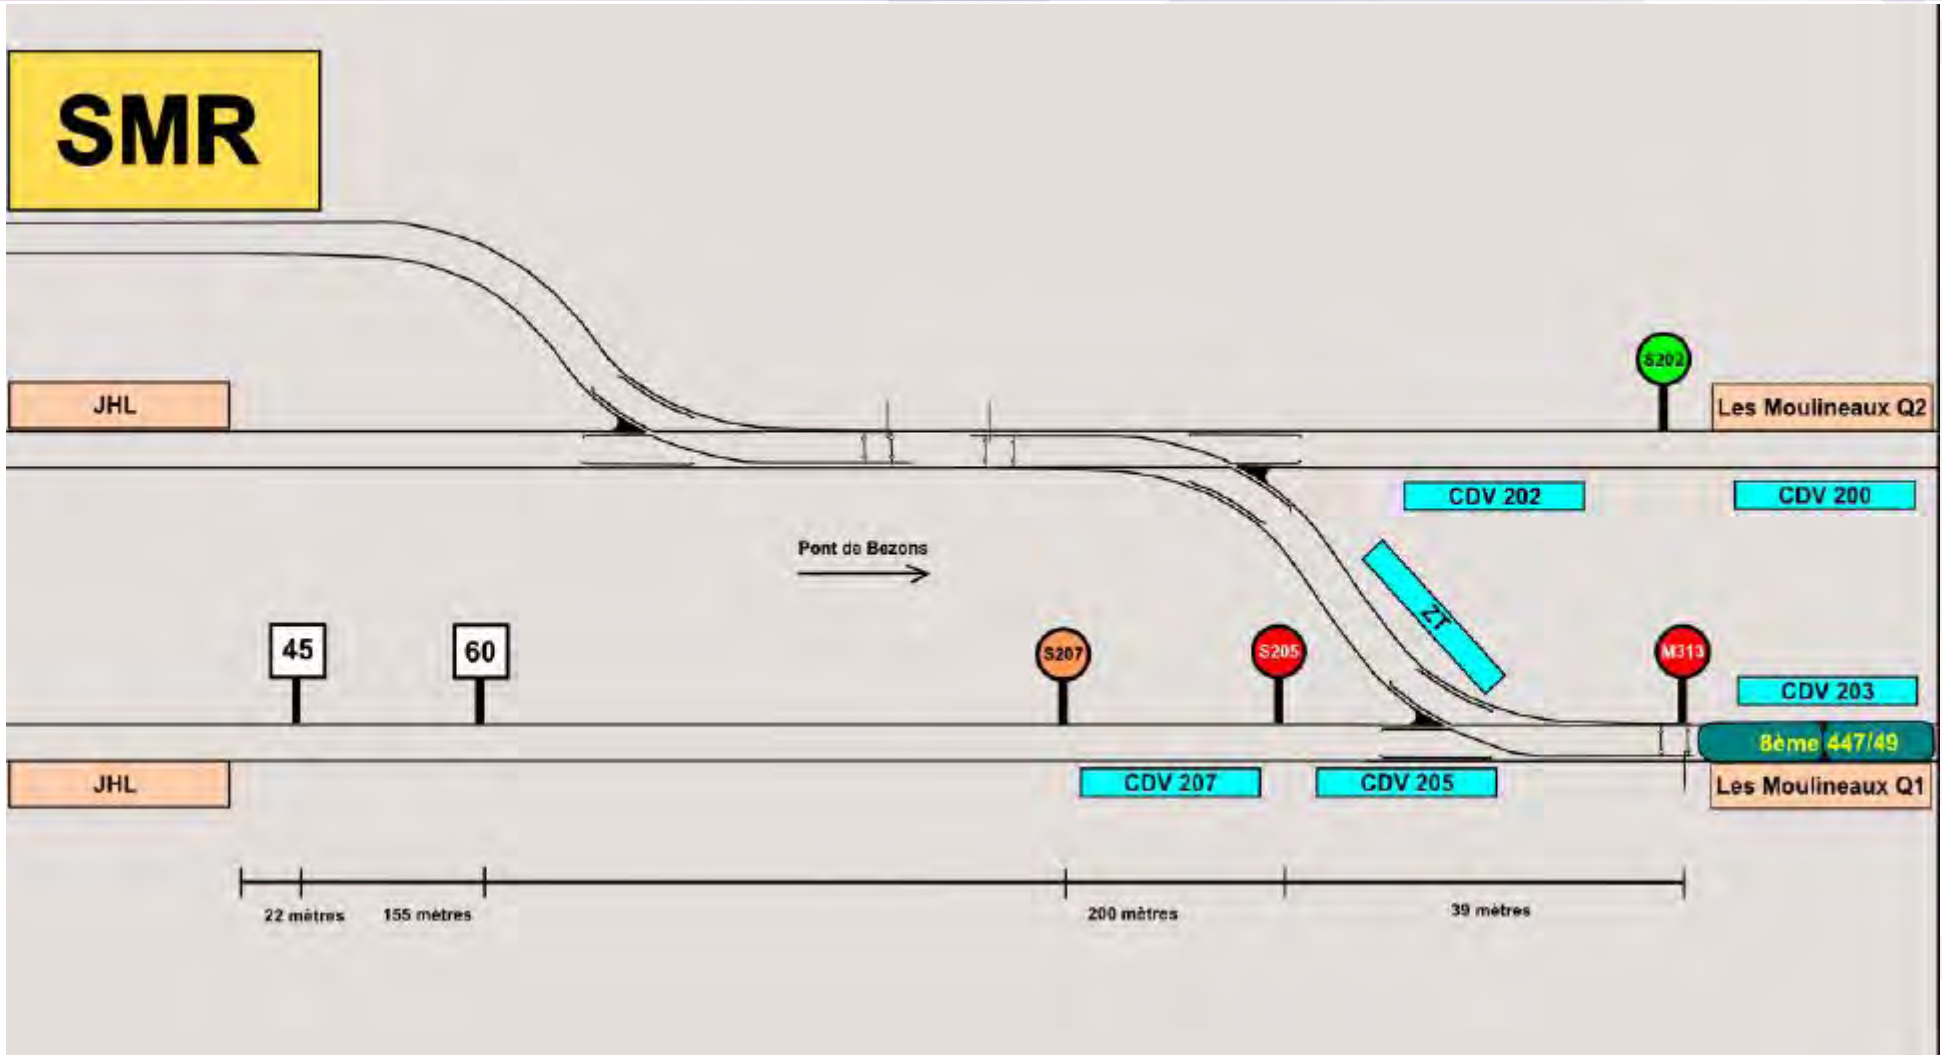 SMR
S202
JHL
Les Moulineaux Q2
CDV 202
CDV 200
Pont de Bezons
ZT
45
60
S207
S205
M313
CDV 203
8ème 447/49
JHL
CDV 207
CDV 205
Les Moulineaux Q1
22 mètres
155 mètres
200 mètres
39 mètres